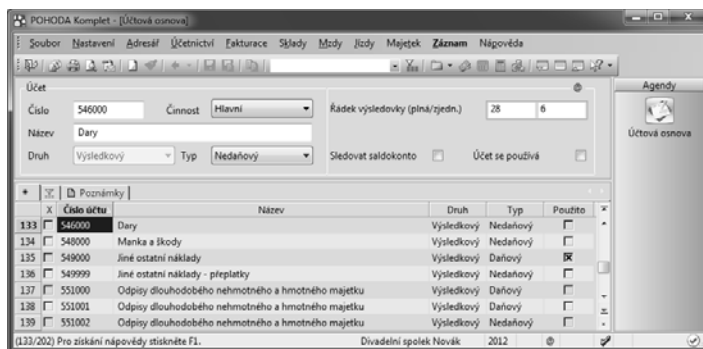 POHODA Komplet - [Účtová osnova]
Soubor Nastavení Adresář Účetnictví Fakturace Sklady Mzdy Jízdy Majetek Záznam Nápověda
Účet
Číslo 546000 Činnost Hlavní Řádek výsledovky (plná/zjedn.) 28 6
Název Dary
Druh Výsledkový Typ Nedaňový Sledovat saldokonto Účet se používá
Agendy
Účtová osnova
Poznámky
X Číslo účtu Název Druh Typ Použito
133 546000 Dary Výsledkový Nedaňový
134 548000 Manka a škody Výsledkový Nedaňový
135 549000 Jiné ostatní náklady Výsledkový Daňový
136 549999 Jiné ostatní náklady - přeplatky Výsledkový Nedaňový
137 551000 Odpisy dlouhodobého nehmotného a hmotného majetku Výsledkový Daňový
138 551001 Odpisy dlouhodobého nehmotného a hmotného majetku Výsledkový Daňový
139 551002 Odpisy dlouhodobého nehmotného a hmotného majetku Výsledkový Nedaňový
(133/202) Pro získání nápovědy stiskněte F1. Divadelní spolek Novák 2012 @